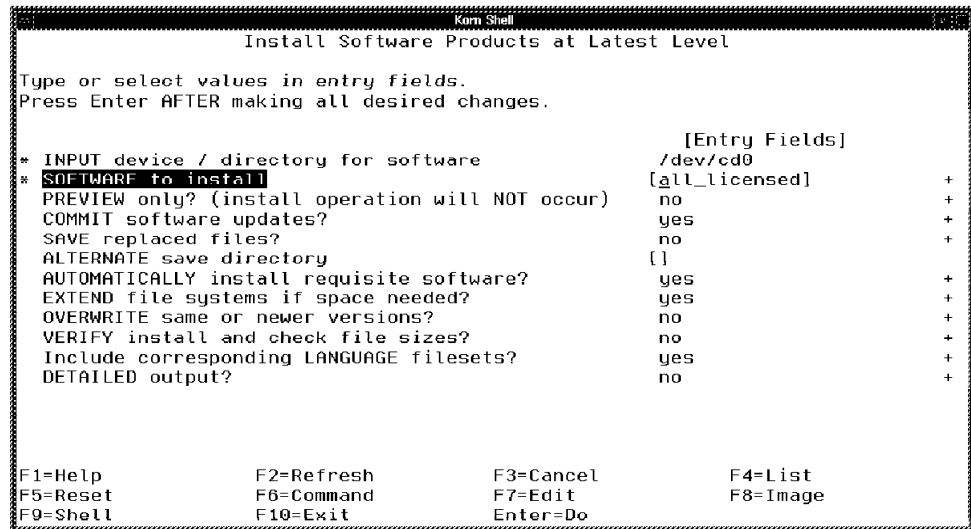 Korn Shell
Install Software Products at Latest Level
Type or select values in entry fields.
Press Enter AFTER making all desired changes.
[Entry Fields]
* INPUT device / directory for software /dev/cd0
* SOFTWARE to install [all_licensed] +
PREVIEW only? (install operation will NOT occur) no +
COMMIT software updates? yes +
SAVE replaced files? no +
ALTERNATE save directory []
AUTOMATICALLY install requisite software? yes +
EXTEND file systems if space needed? yes +
OVERWRITE same or newer versions? no +
VERIFY install and check file sizes? no +
Include corresponding LANGUAGE filesets? yes +
DETAILED output? no +
F1=Help F2=Refresh F3=Cancel F4=List
F5=Reset F6=Command F7=Edit F8=Image
F9=Shell F10=Exit Enter=Do